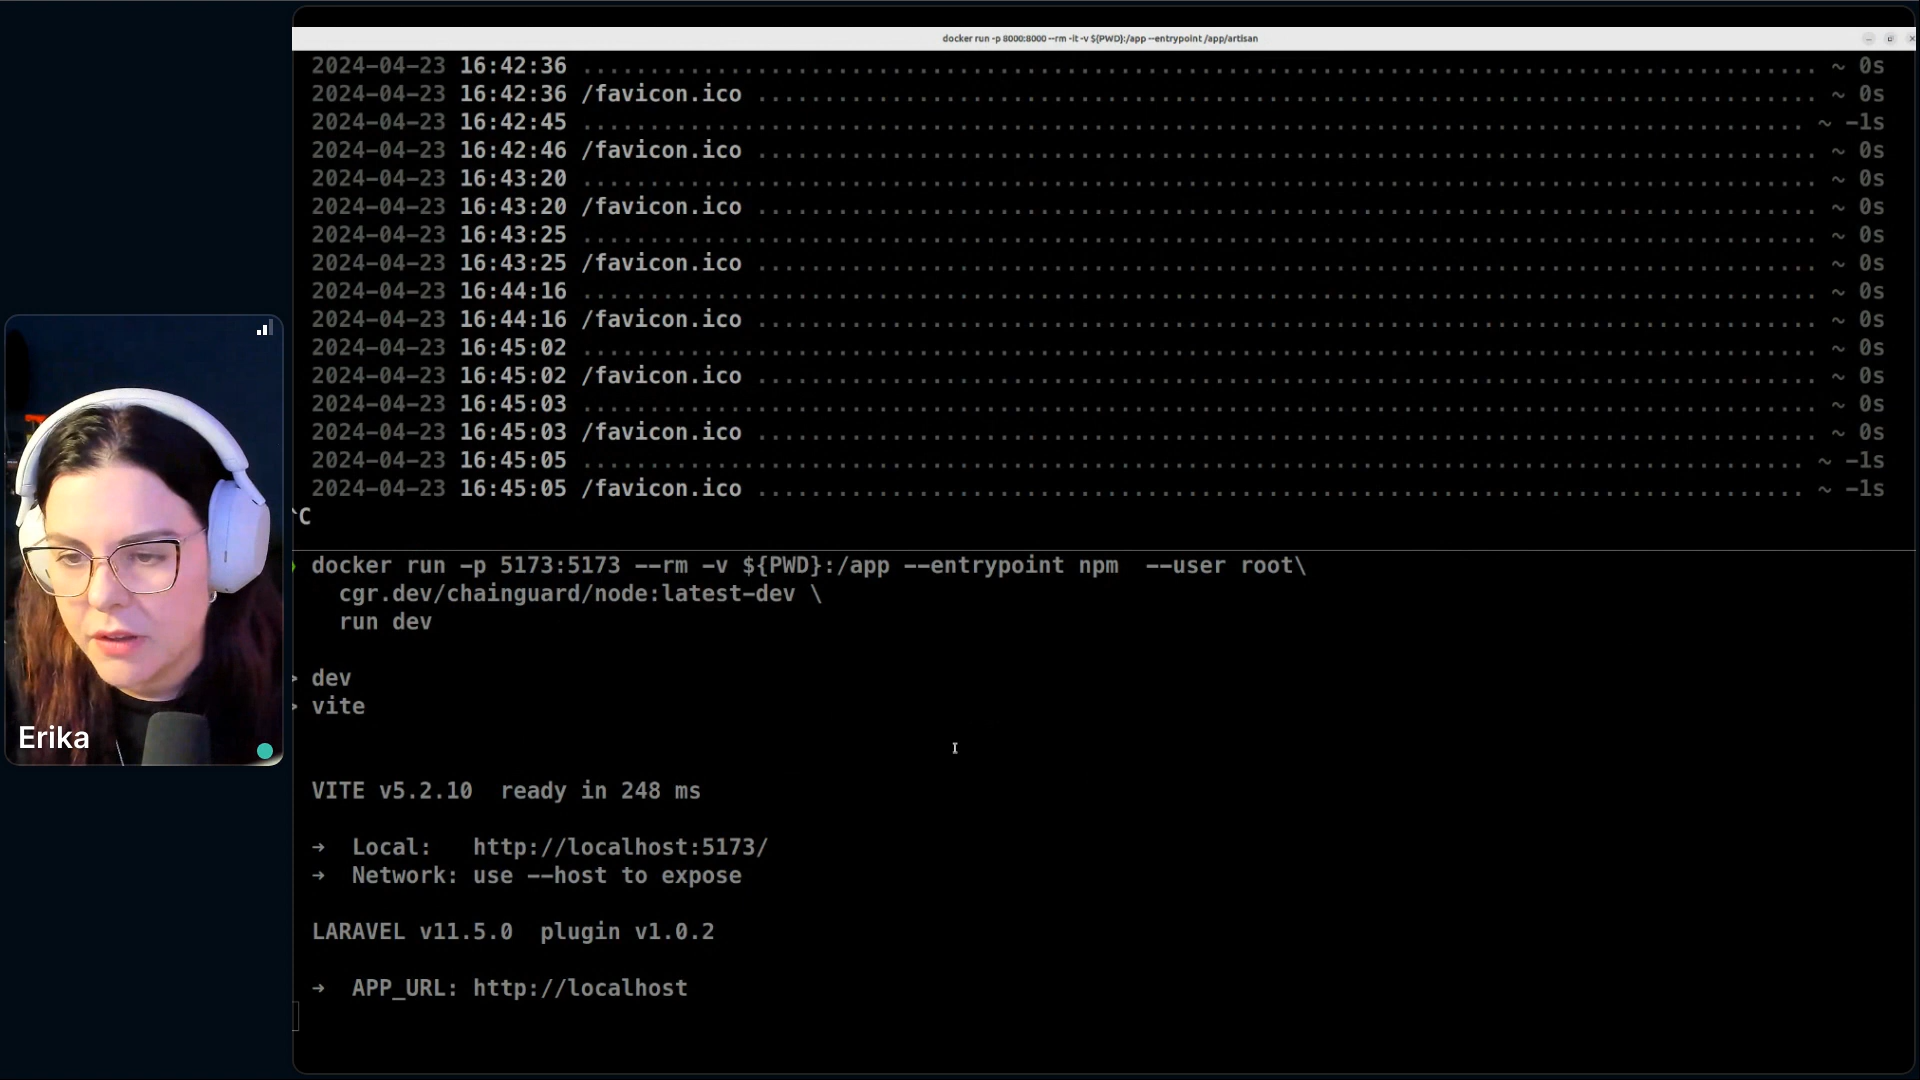 docker run -p 8000:8000 --rm -it -v ${PWD}:/app --entrypoint /app/artisan
2024-04-23 16:42:36 ........................................................................................... ~ 0s
2024-04-23 16:42:36 /favicon.ico .............................................................................. ~ 0s
2024-04-23 16:42:45 .......................................................................................... ~ -1s
2024-04-23 16:42:46 /favicon.ico .............................................................................. ~ 0s
2024-04-23 16:43:20 ........................................................................................... ~ 0s
2024-04-23 16:43:20 /favicon.ico .............................................................................. ~ 0s
2024-04-23 16:43:25 ........................................................................................... ~ 0s
2024-04-23 16:43:25 /favicon.ico .............................................................................. ~ 0s
2024-04-23 16:44:16 ........................................................................................... ~ 0s
2024-04-23 16:44:16 /favicon.ico .............................................................................. ~ 0s
2024-04-23 16:45:02 ........................................................................................... ~ 0s
2024-04-23 16:45:02 /favicon.ico .............................................................................. ~ 0s
2024-04-23 16:45:03 ........................................................................................... ~ 0s
2024-04-23 16:45:03 /favicon.ico .............................................................................. ~ 0s
2024-04-23 16:45:05 .......................................................................................... ~ -1s
2024-04-23 16:45:05 /favicon.ico ............................................................................. ~ -1s
^C
docker run -p 5173:5173 --rm -v ${PWD}:/app --entrypoint npm  --user root\
cgr.dev/chainguard/node:latest-dev \
run dev
> dev
> vite
Erika
VITE v5.2.10  ready in 248 ms
➜  Local:   http://localhost:5173/
➜  Network: use --host to expose
LARAVEL v11.5.0  plugin v1.0.2
➜  APP_URL: http://localhost